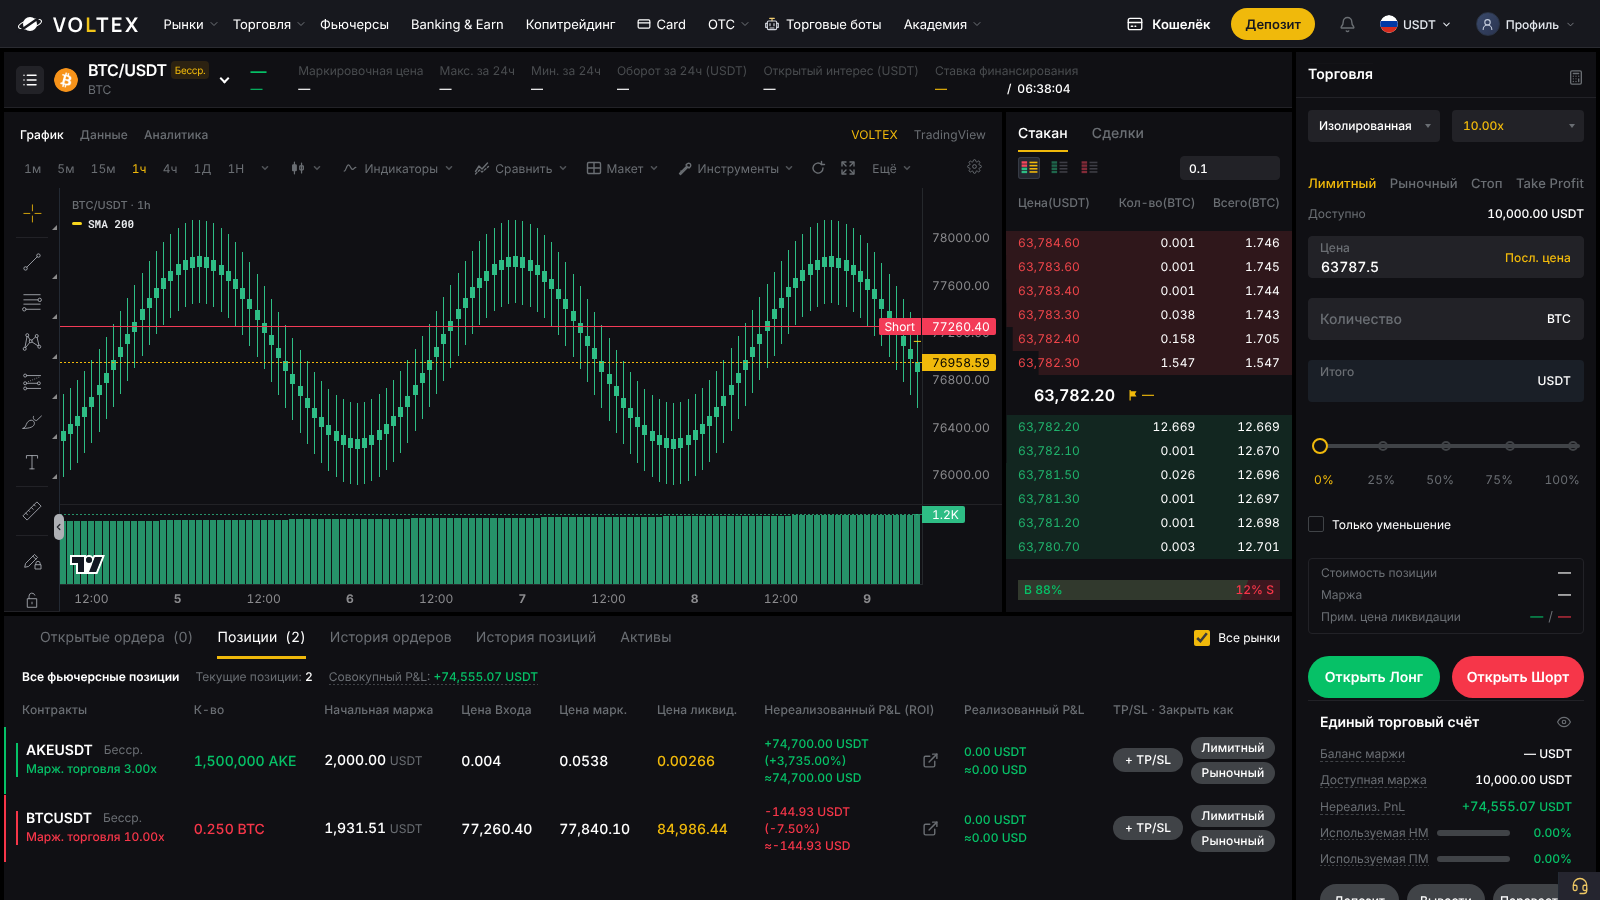 VOLTEX Рынки Торговля Фьючерсы Banking & Earn Копитрейдинг Card OTC Торговые боты Академия Кошелёк Депозит USDT Профиль
BTC/USDT Бесср.
BTC
— —
Маркировочная цена Макс. за 24ч Мин. за 24ч Оборот за 24ч (USDT) Открытый интерес (USDT) Ставка финансирования
— — — — — — / 06:38:04
График Данные Аналитика VOLTEX TradingView
1м 5м 15м 1ч 4ч 1Д 1Н Индикаторы Сравнить Макет Инструменты Ещё
BTC/USDT · 1h
SMA 200
78000.00
77600.00
Short 77260.40
76958.59
76800.00
76400.00
76000.00
1.2K
12:00 5 12:00 6 12:00 7 12:00 8 12:00 9
Стакан Сделки
0.1
Цена(USDT) Кол-во(BTC) Всего(BTC)
63,784.60 0.001 1.746
63,783.60 0.001 1.745
63,783.40 0.001 1.744
63,783.30 0.038 1.743
63,782.40 0.158 1.705
63,782.30 1.547 1.547
63,782.20 —
63,782.20 12.669 12.669
63,782.10 0.001 12.670
63,781.50 0.026 12.696
63,781.30 0.001 12.697
63,781.20 0.001 12.698
63,780.70 0.003 12.701
B 88% 12% S
Торговля
Изолированная 10.00x
Лимитный Рыночный Стоп Take Profit
Доступно 10,000.00 USDT
Цена
63787.5 Посл. цена
Количество BTC
Итого
USDT
0% 25% 50% 75% 100%
Только уменьшение
Стоимость позиции —
Маржа —
Прим. цена ликвидации — / —
Открыть Лонг Открыть Шорт
Единый торговый счёт
Баланс маржи — USDT
Доступная маржа 10,000.00 USDT
Нереализ. PnL +74,555.07 USDT
Используемая НМ 0.00%
Используемая ПМ 0.00%
Депозит Вывести Перевести
Открытые ордера (0) Позиции (2) История ордеров История позиций Активы Все рынки
Все фьючерсные позиции Текущие позиции: 2 Совокупный P&L: +74,555.07 USDT
Контракты К-во Начальная маржа Цена Входа Цена марк. Цена ликвид. Нереализованный P&L (ROI) Реализованный P&L TP/SL · Закрыть как
AKEUSDT Бесср.
Марж. торговля 3.00x
1,500,000 AKE 2,000.00 USDT 0.004 0.0538 0.00266
+74,700.00 USDT
(+3,735.00%)
≈74,700.00 USD
0.00 USDT
≈0.00 USD
+ TP/SL
Лимитный
Рыночный
BTCUSDT Бесср.
Марж. торговля 10.00x
0.250 BTC 1,931.51 USDT 77,260.40 77,840.10 84,986.44
-144.93 USDT
(-7.50%)
≈-144.93 USD
0.00 USDT
≈0.00 USD
+ TP/SL
Лимитный
Рыночный